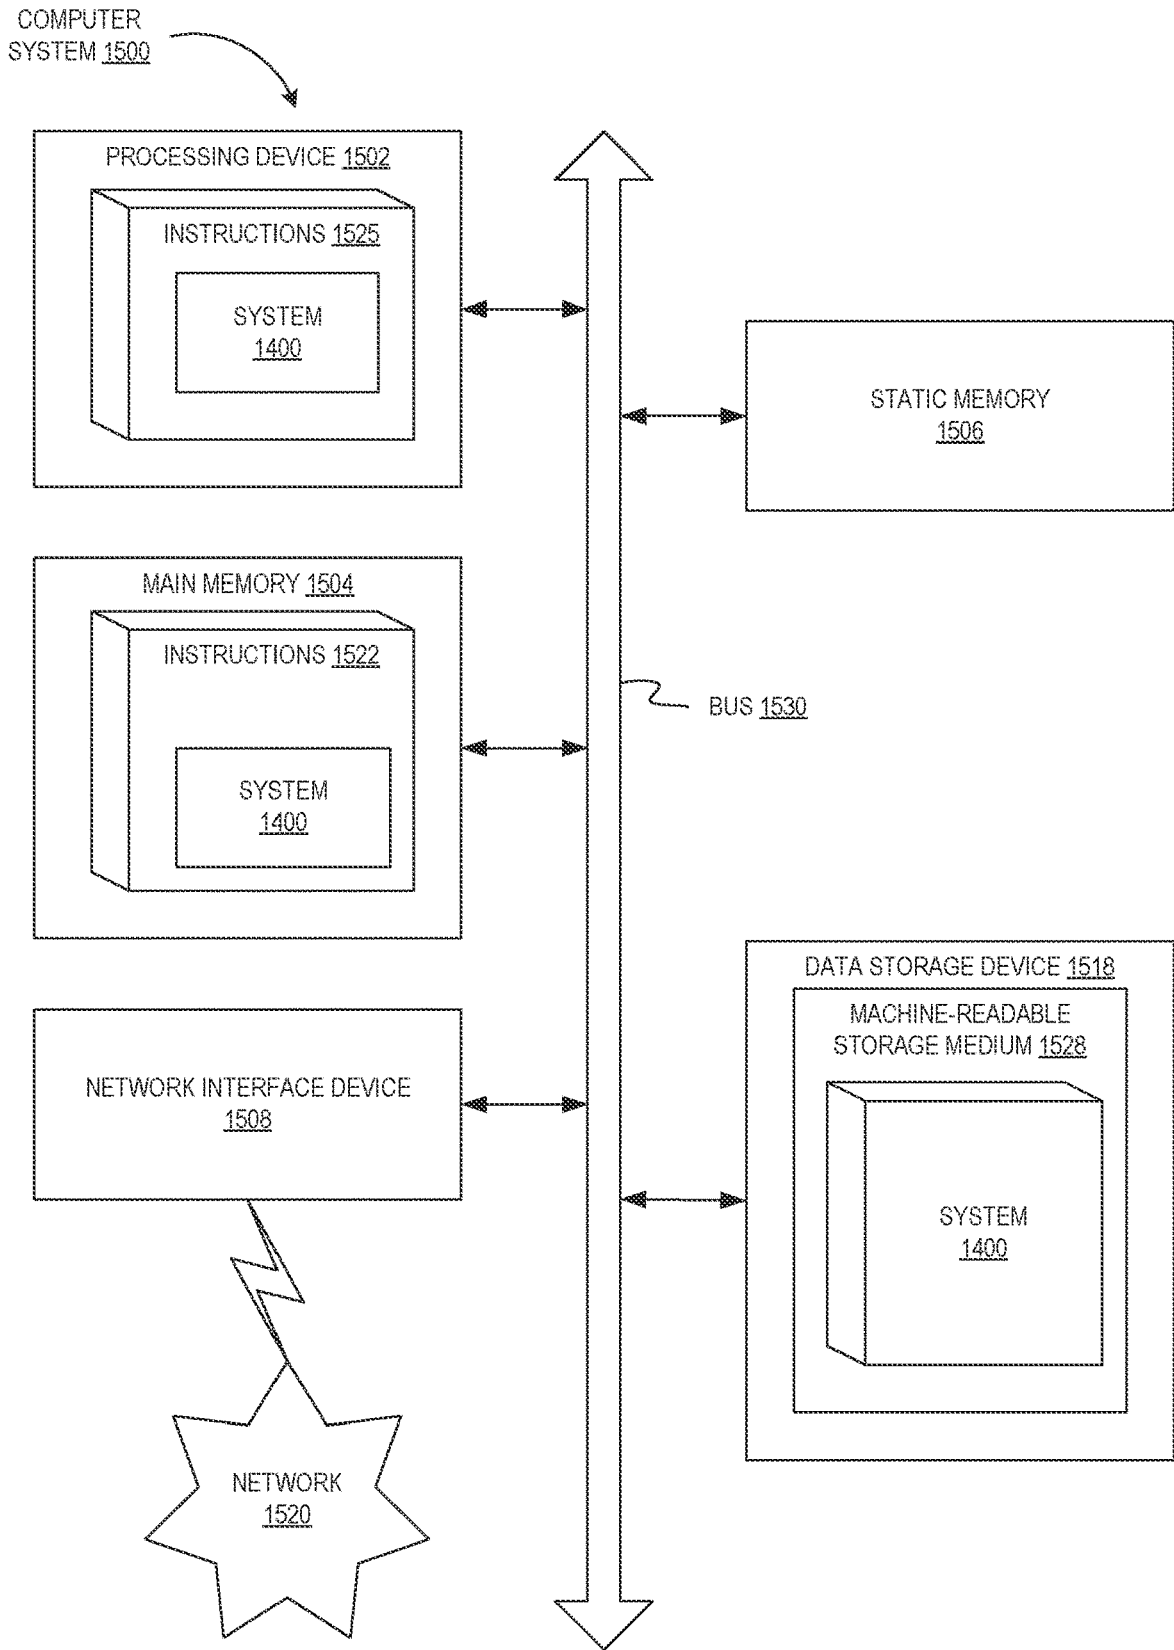 COMPUTER
SYSTEM 1500
PROCESSING DEVICE 1502
INSTRUCTIONS 1525
SYSTEM
1400
STATIC MEMORY
1506
MAIN MEMORY 1504
INSTRUCTIONS 1522
SYSTEM
1400
BUS 1530
DATA STORAGE DEVICE 1518
MACHINE-READABLE
STORAGE MEDIUM 1528
SYSTEM
1400
NETWORK INTERFACE DEVICE
1508
NETWORK
1520